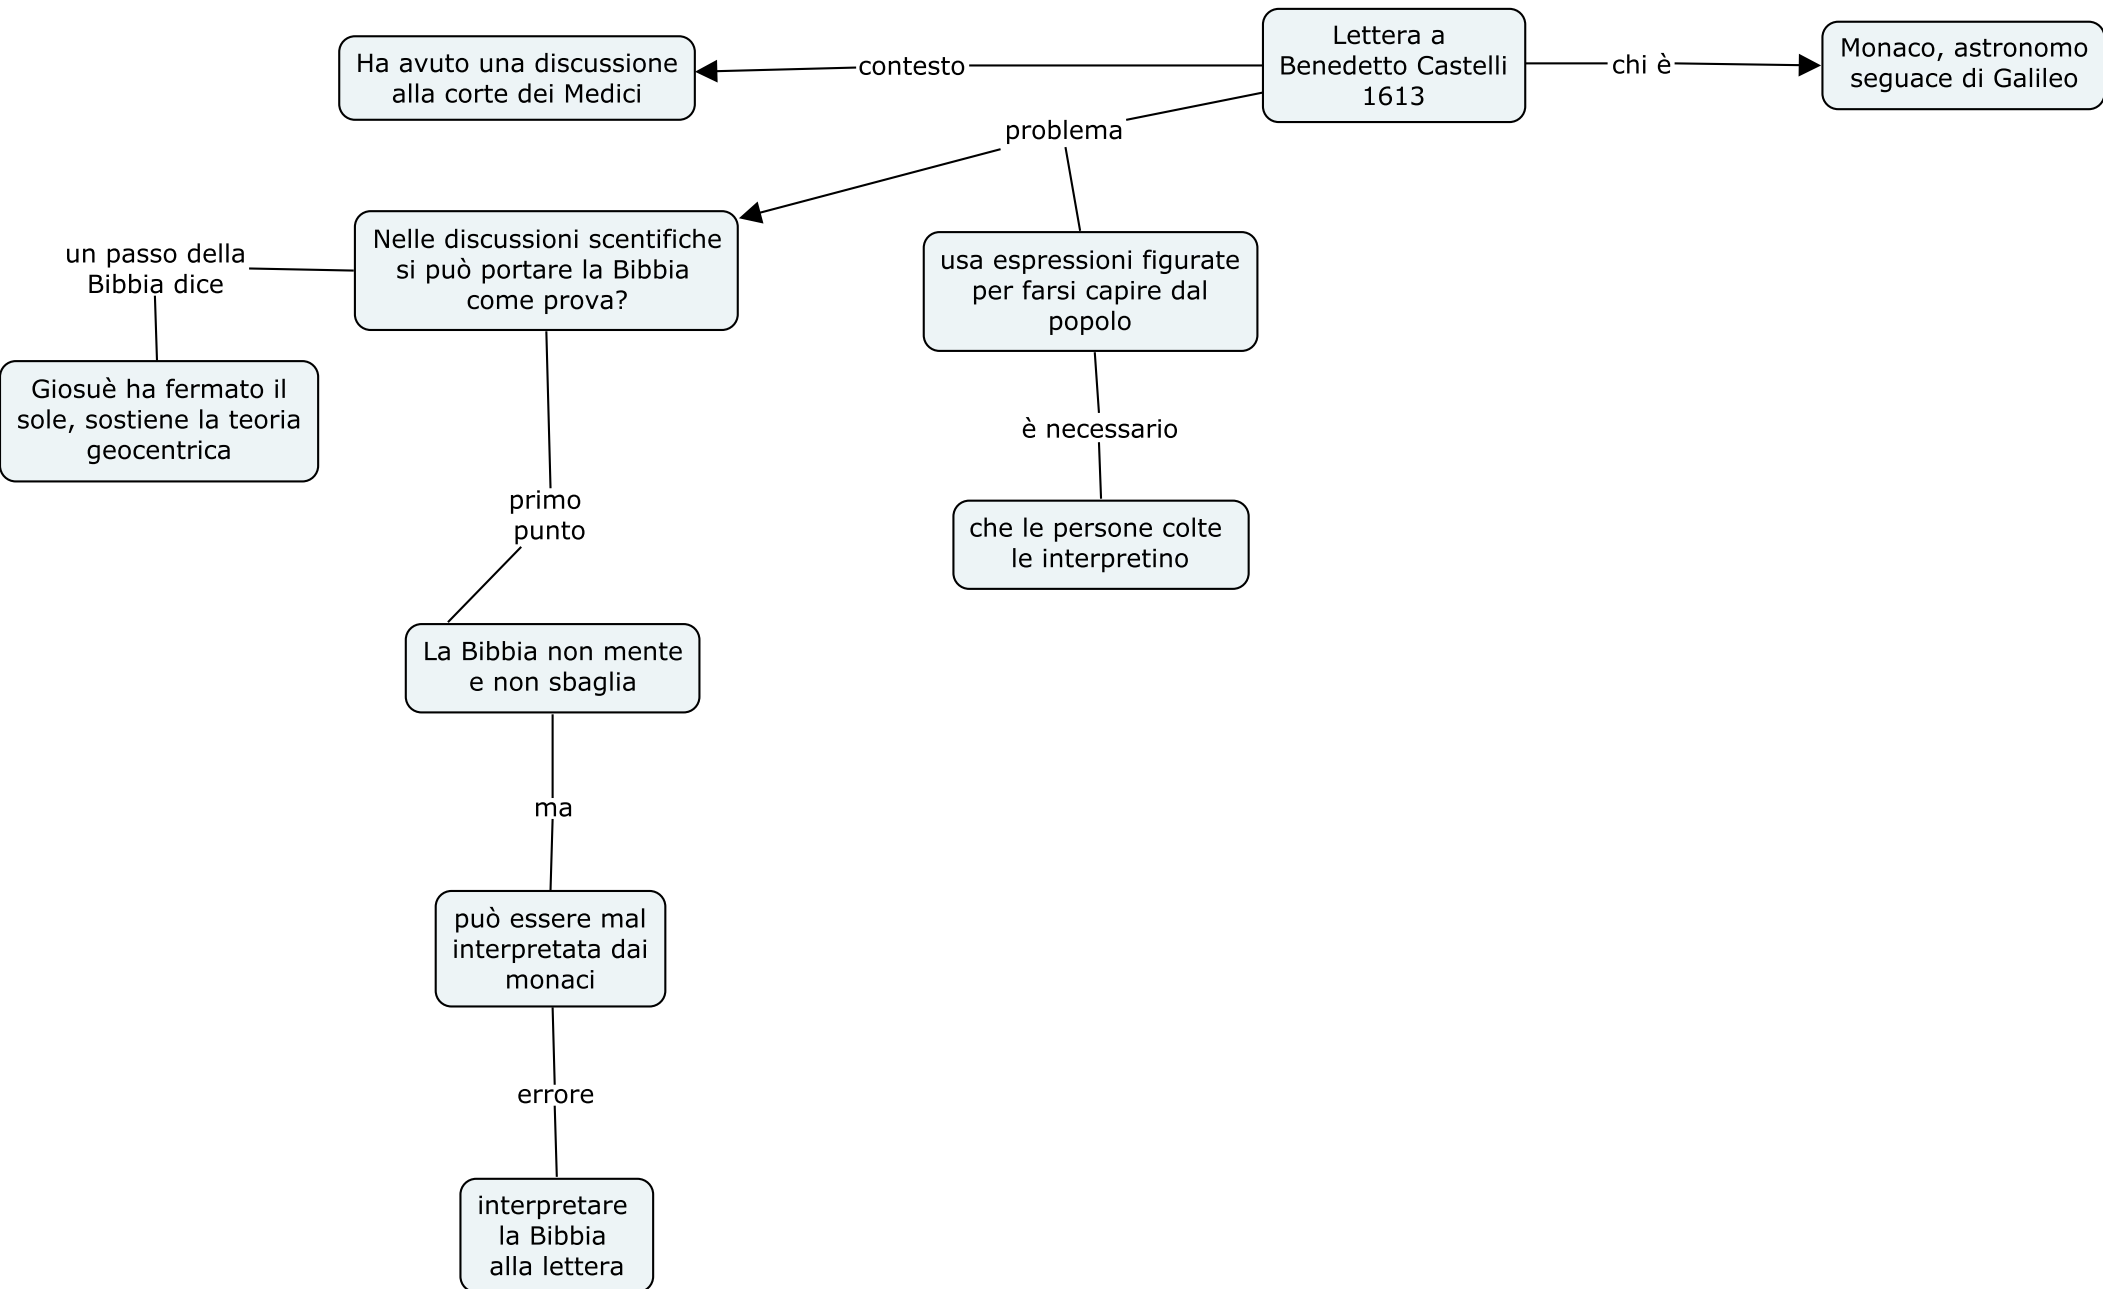 Lettera a
Benedetto Castelli
1613
chi è
Monaco, astronomo
seguace di Galileo
contesto
Ha avuto una discussione
alla corte dei Medici
problema
Nelle discussioni scentifiche
si può portare la Bibbia
come prova?
un passo della
Bibbia dice
Giosuè ha fermato il
sole, sostiene la teoria
geocentrica
primo
punto
La Bibbia non mente
e non sbaglia
ma
può essere mal
interpretata dai
monaci
errore
interpretare
la Bibbia
alla lettera
usa espressioni figurate
per farsi capire dal
popolo
è necessario
che le persone colte
le interpretino